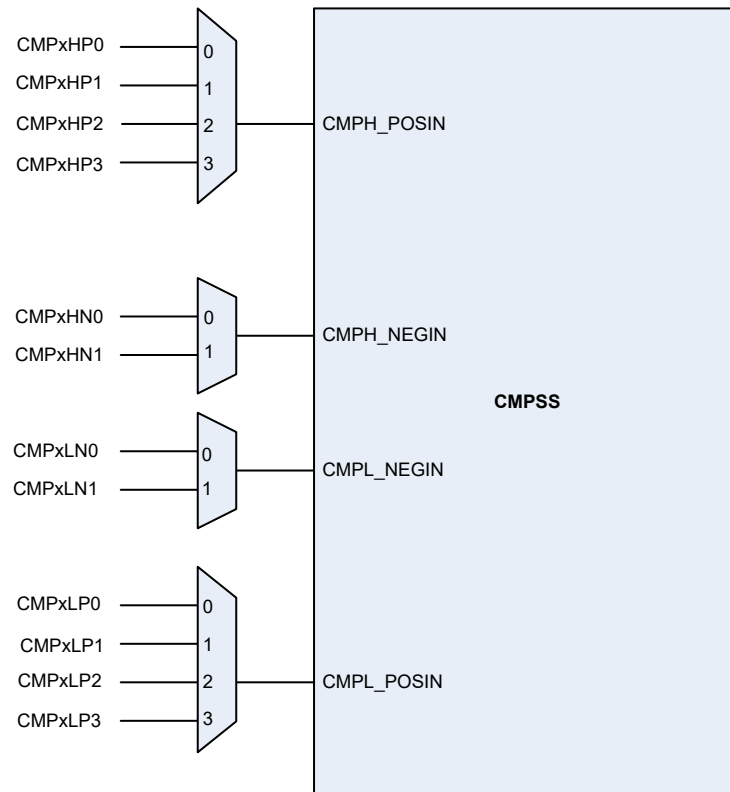 CMPxHP0
0
CMPxHP1
1
CMPxHP2
2
CMPH_POSIN
CMPxHP3
3
CMPxHN0
0
CMPH_NEGIN
CMPxHN1
1
CMPSS
CMPxLN0
0
CMPL_NEGIN
CMPxLN1
1
CMPxLP0
0
CMPxLP1
1
CMPxLP2
2
CMPL_POSIN
CMPxLP3
3